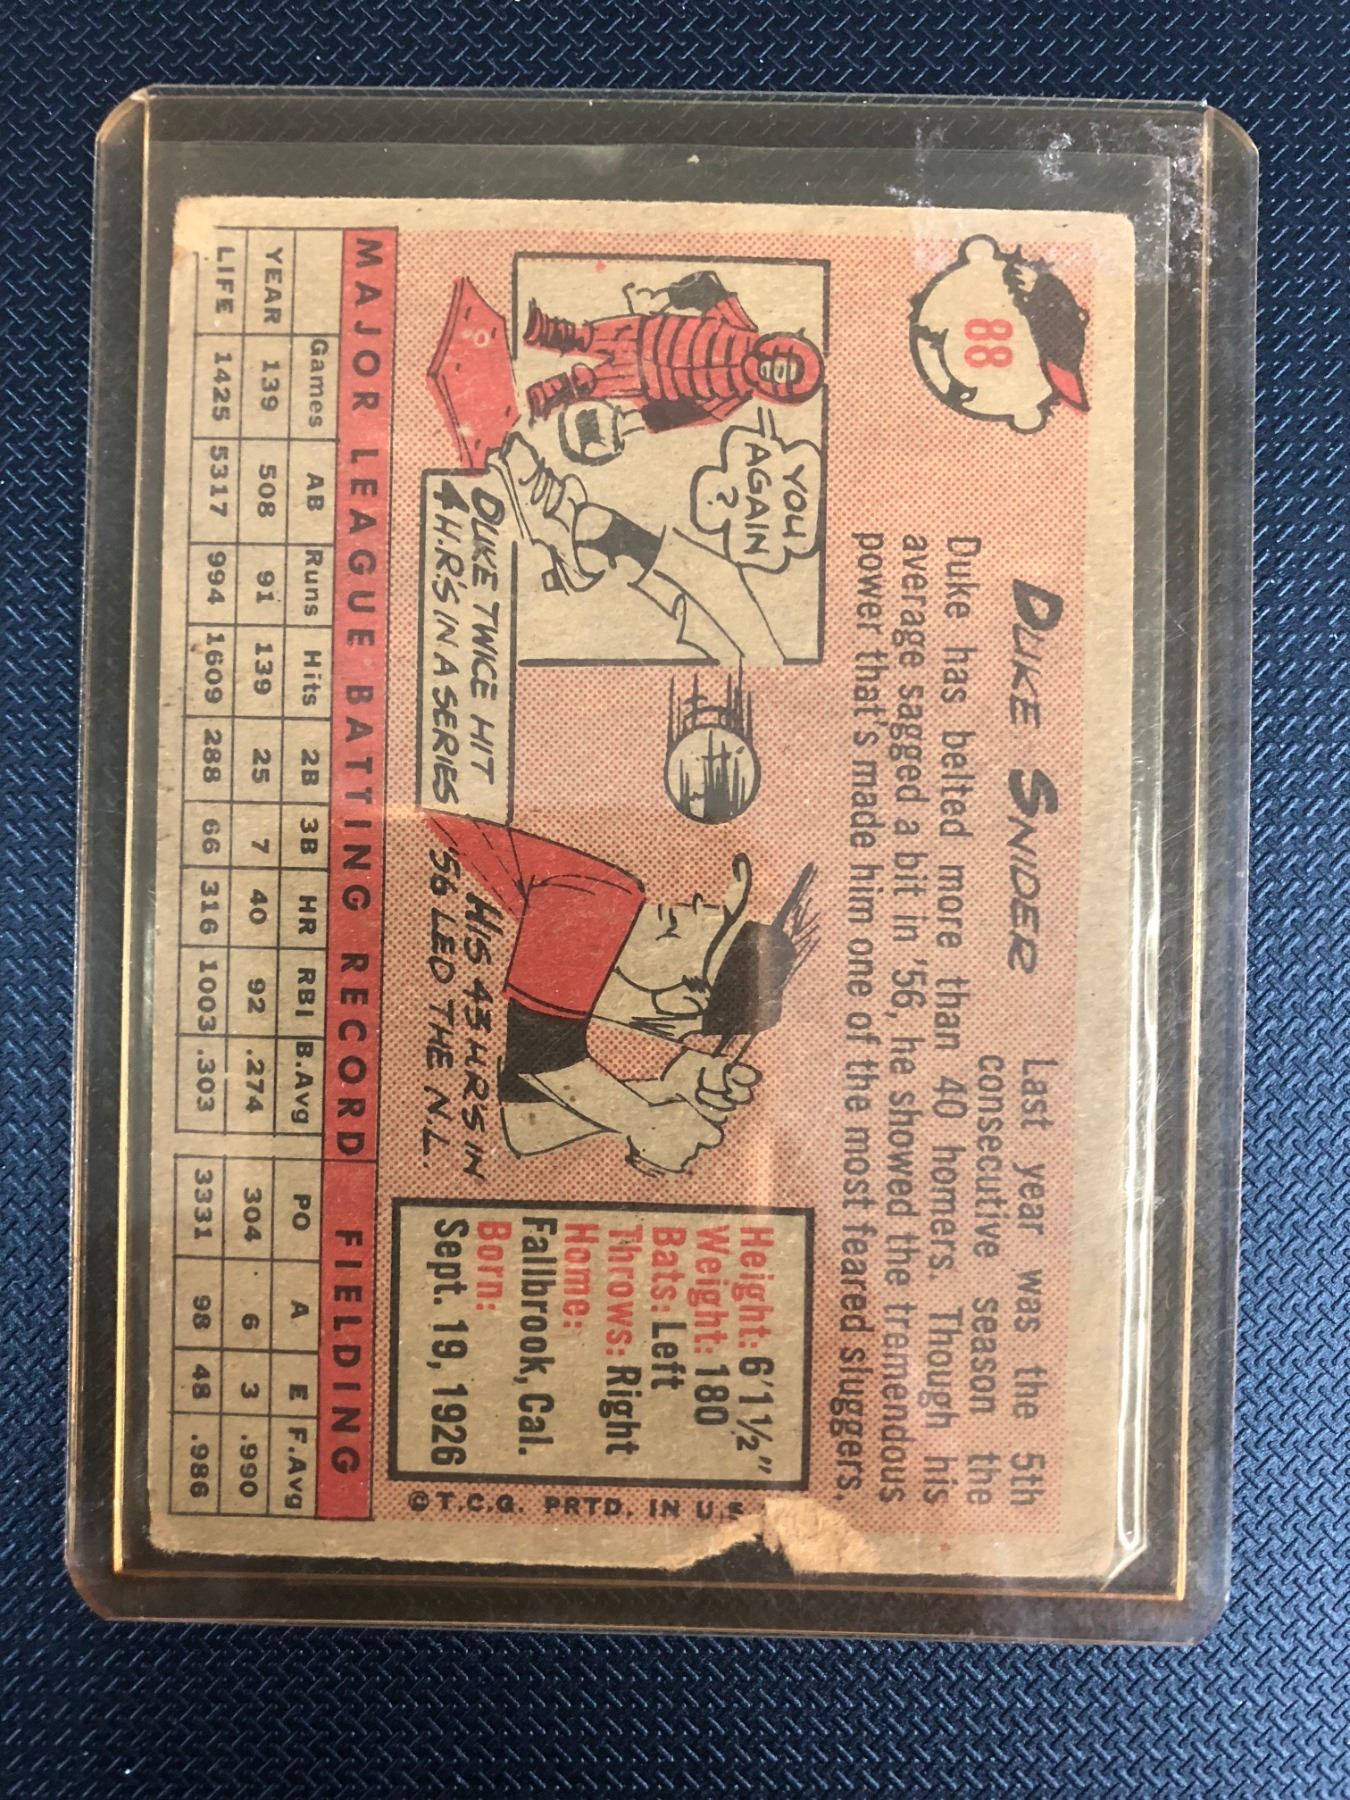 88
DUKE SNIDER
Last year was the 5th
consecutive season the
Duke has belted more than 40 homers. Though his
average sagged a bit in '56, he showed the tremendous
power that's made him one of the most feared sluggers.
YOU
AGAIN
?
DUKE TWICE HIT
4 H.R.'S IN A SERIES
HIS 43 HRS IN
'56 LED THE N.L.
Height: 6'1½"
Weight: 180
Bats: Left
Throws: Right
Home:
Fallbrook, Cal.
Born:
Sept. 19, 1926
©T.C.G. PRTD. IN U.S.
MAJOR LEAGUE BATTING RECORD FIELDING
Games AB Runs Hits 2B 3B HR RBI B.Avg PO A E F.Avg
YEAR 139 508 91 139 25 7 40 92 .274 304 6 3 .990
LIFE 1425 5317 994 1609 288 66 316 1003 .303 3331 98 48 .986